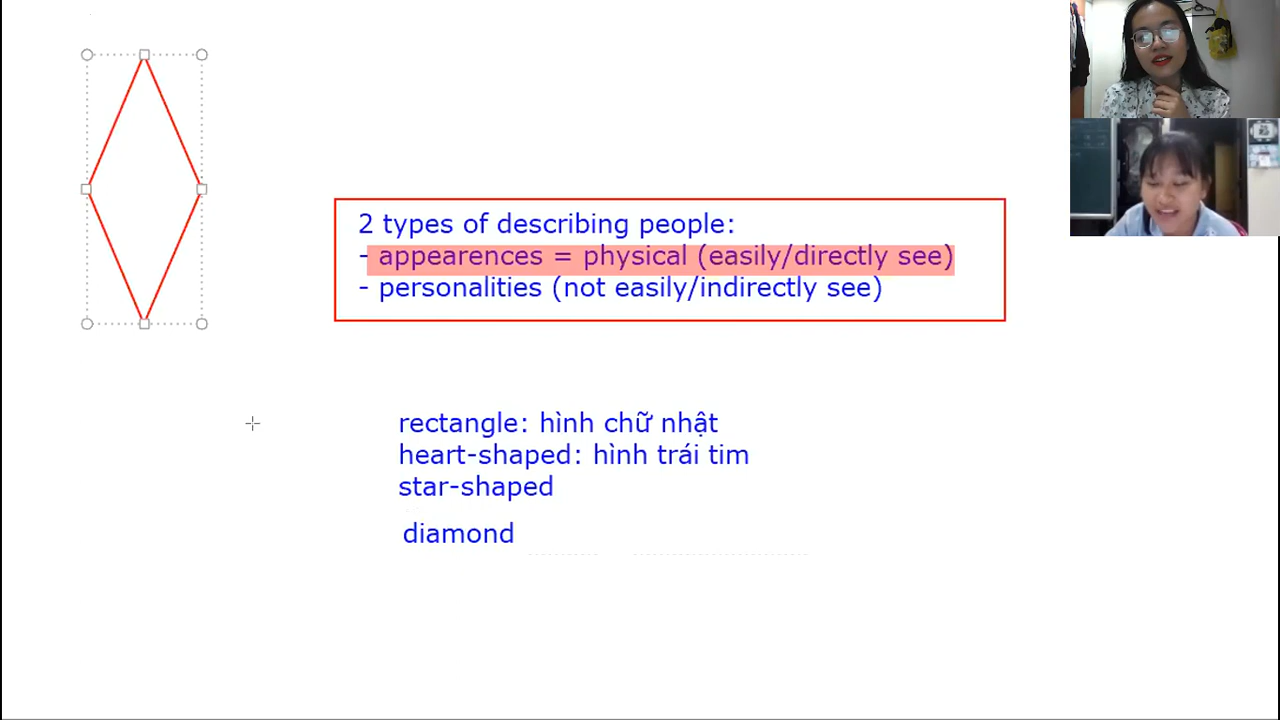 2 types of describing people:
- appearences = physical (easily/directly see)
- personalities (not easily/indirectly see)
rectangle: hình chữ nhật
heart-shaped: hình trái tim
star-shaped
diamond